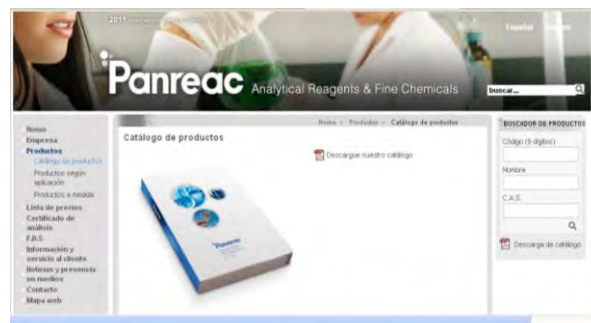 2011
Español
Panreac Analytical Reagents & Fine Chemicals
buscar...
Home > Productos > Catálogo de productos
Home
Empresa
Productos
Catálogo de productos
Productos según
aplicación
Productos a medida
Lista de precios
Certificado de
análisis
F.D.S
Información y
servicio al cliente
Noticias y presencia
en medios
Contacto
Mapa web
Catálogo de productos
Descargue nuestro catálogo
Panreac
BUSCADOR DE PRODUCTOS
Código (6 dígitos)
Nombre
C.A.S.
Descarga de catálogo